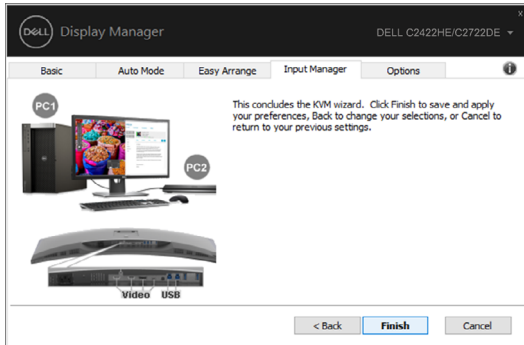 DELL Display Manager
DELL C2422HE/C2722DE
Basic
Auto Mode
Easy Arrange
Input Manager
Options
PC1
PC2
This concludes the KVM wizard. Click Finish to save and apply
your preferences, Back to change your selections, or Cancel to
return to your previous settings.
Video USB
< Back
Finish
Cancel